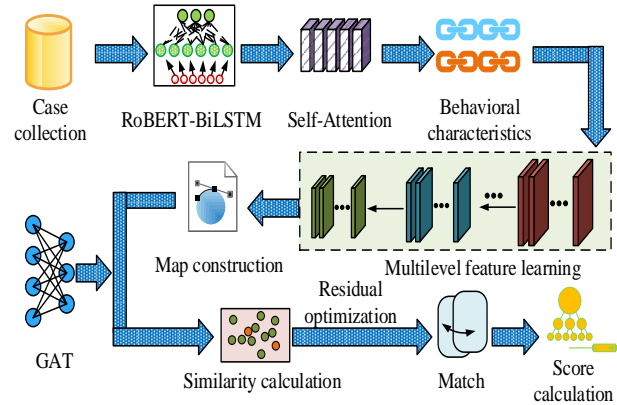 Case
collection
RoBERT-BiLSTM
Self-Attention
Behavioral
characteristics
Multilevel feature learning
Map construction
GAT
Similarity calculation
Residual
optimization
Match
Score
calculation